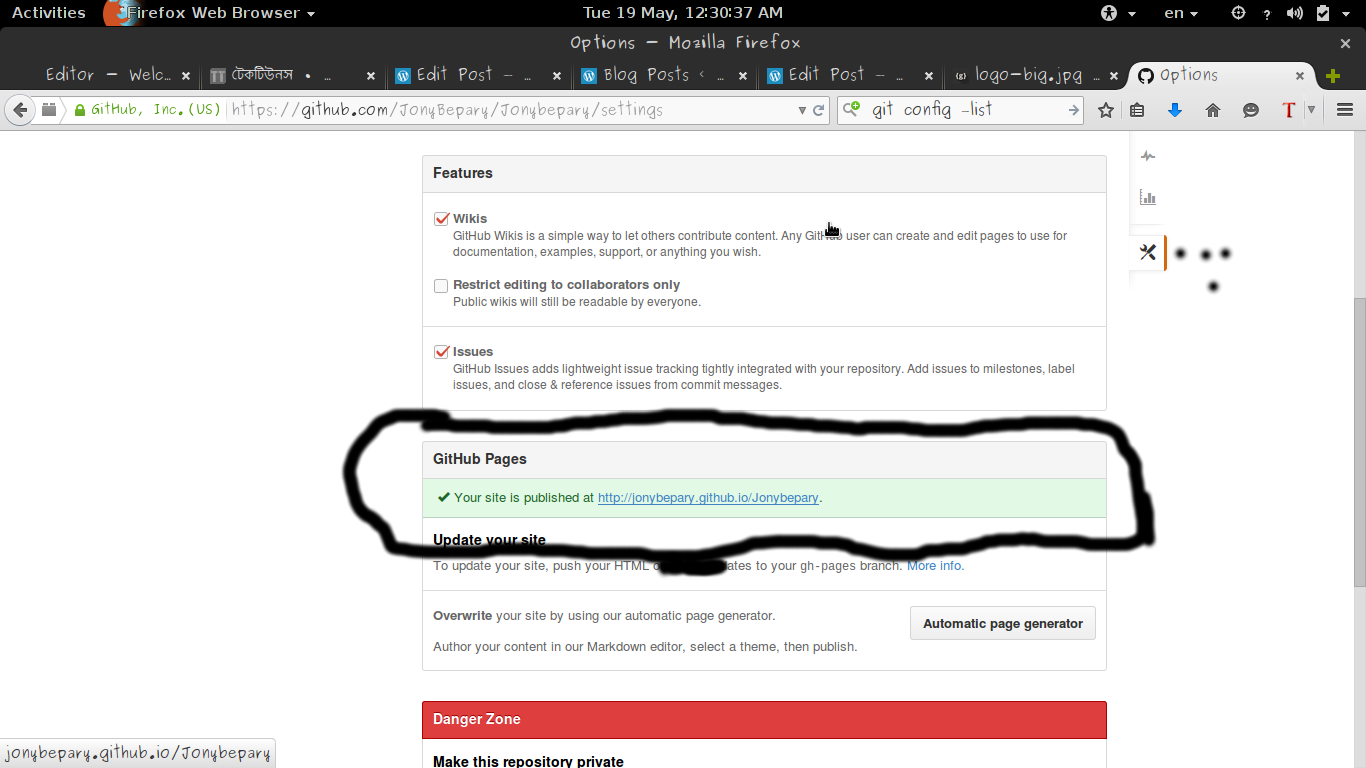 Activities Firefox Web Browser Tue 19 May, 12:30:37 AM en
Options - Mozilla Firefox
Editor - Welc… টেকটিউনস • … Edit Post - … Blog Posts ‹ … Edit Post - … logo-big.jpg … Options
GitHub, Inc. (US) https://github.com/JonyBepary/Jonybepary/settings git config -list
Features
Wikis
GitHub Wikis is a simple way to let others contribute content. Any GitHub user can create and edit pages to use for
documentation, examples, support, or anything you wish.
Restrict editing to collaborators only
Public wikis will still be readable by everyone.
Issues
GitHub Issues adds lightweight issue tracking tightly integrated with your repository. Add issues to milestones, label
issues, and close & reference issues from commit messages.
GitHub Pages
Your site is published at http://jonybepary.github.io/Jonybepary.
Update your site
To update your site, push your HTML to your gh-pages branch. More info.
Overwrite your site by using our automatic page generator.
Automatic page generator
Author your content in our Markdown editor, select a theme, then publish.
Danger Zone
Make this repository private
jonybepary.github.io/Jonybepary